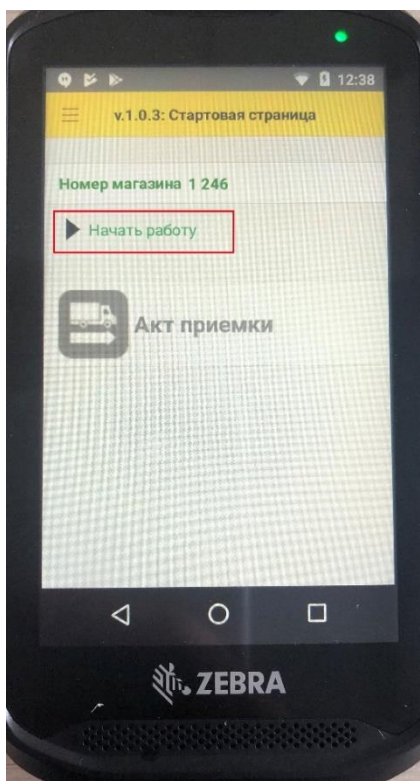 12:38
v.1.0.3: Стартовая страница
Номер магазина 1 246
Начать работу
Акт приемки
ZEBRA